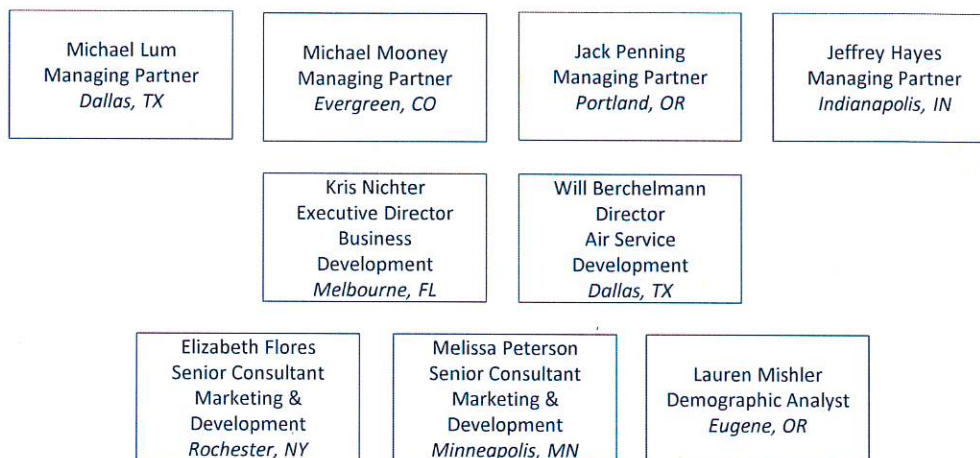 Michael Lum
Managing Partner
Dallas, TX
Michael Mooney
Managing Partner
Evergreen, CO
Jack Penning
Managing Partner
Portland, OR
Jeffrey Hayes
Managing Partner
Indianapolis, IN
Kris Nichter
Executive Director
Business
Development
Melbourne, FL
Will Berchelmann
Director
Air Service
Development
Dallas, TX
Elizabeth Flores
Senior Consultant
Marketing &
Development
Rochester, NY
Melissa Peterson
Senior Consultant
Marketing &
Development
Minneapolis, MN
Lauren Mishler
Demographic Analyst
Eugene, OR